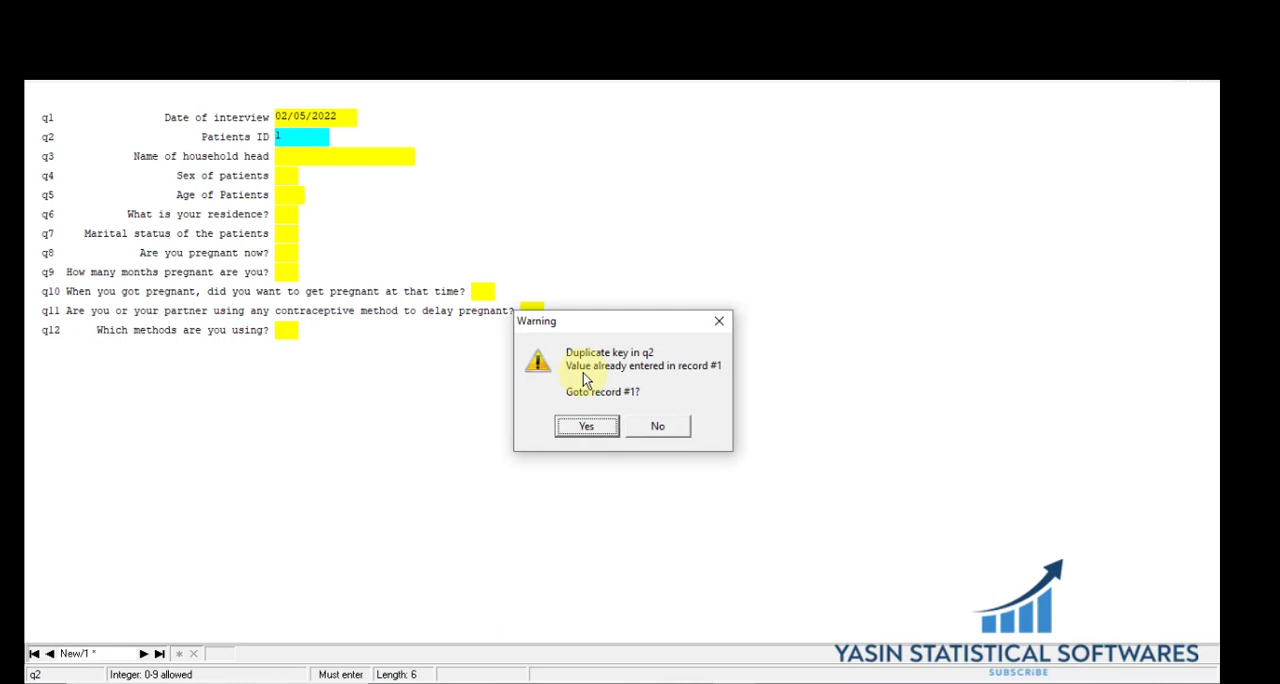 q1 Date of interview 02/05/2022
q2 Patients ID 1
q3 Name of household head
q4 Sex of patients
q5 Age of Patients
q6 What is your residence?
q7 Marital status of the patients
q8 Are you pregnant now?
q9 How many months pregnant are you?
q10 When you got pregnant, did you want to get pregnant at that time?
q11 Are you or your partner using any contraceptive method to delay pregnant?
q12 Which methods are you using?
Warning
Duplicate key in q2
Value already entered in record #1
Goto record #1?
Yes No
New/1 *
YASIN STATISTICAL SOFTWARES
SUBSCRIBE
q2 Integer: 0-9 allowed Must enter Length: 6